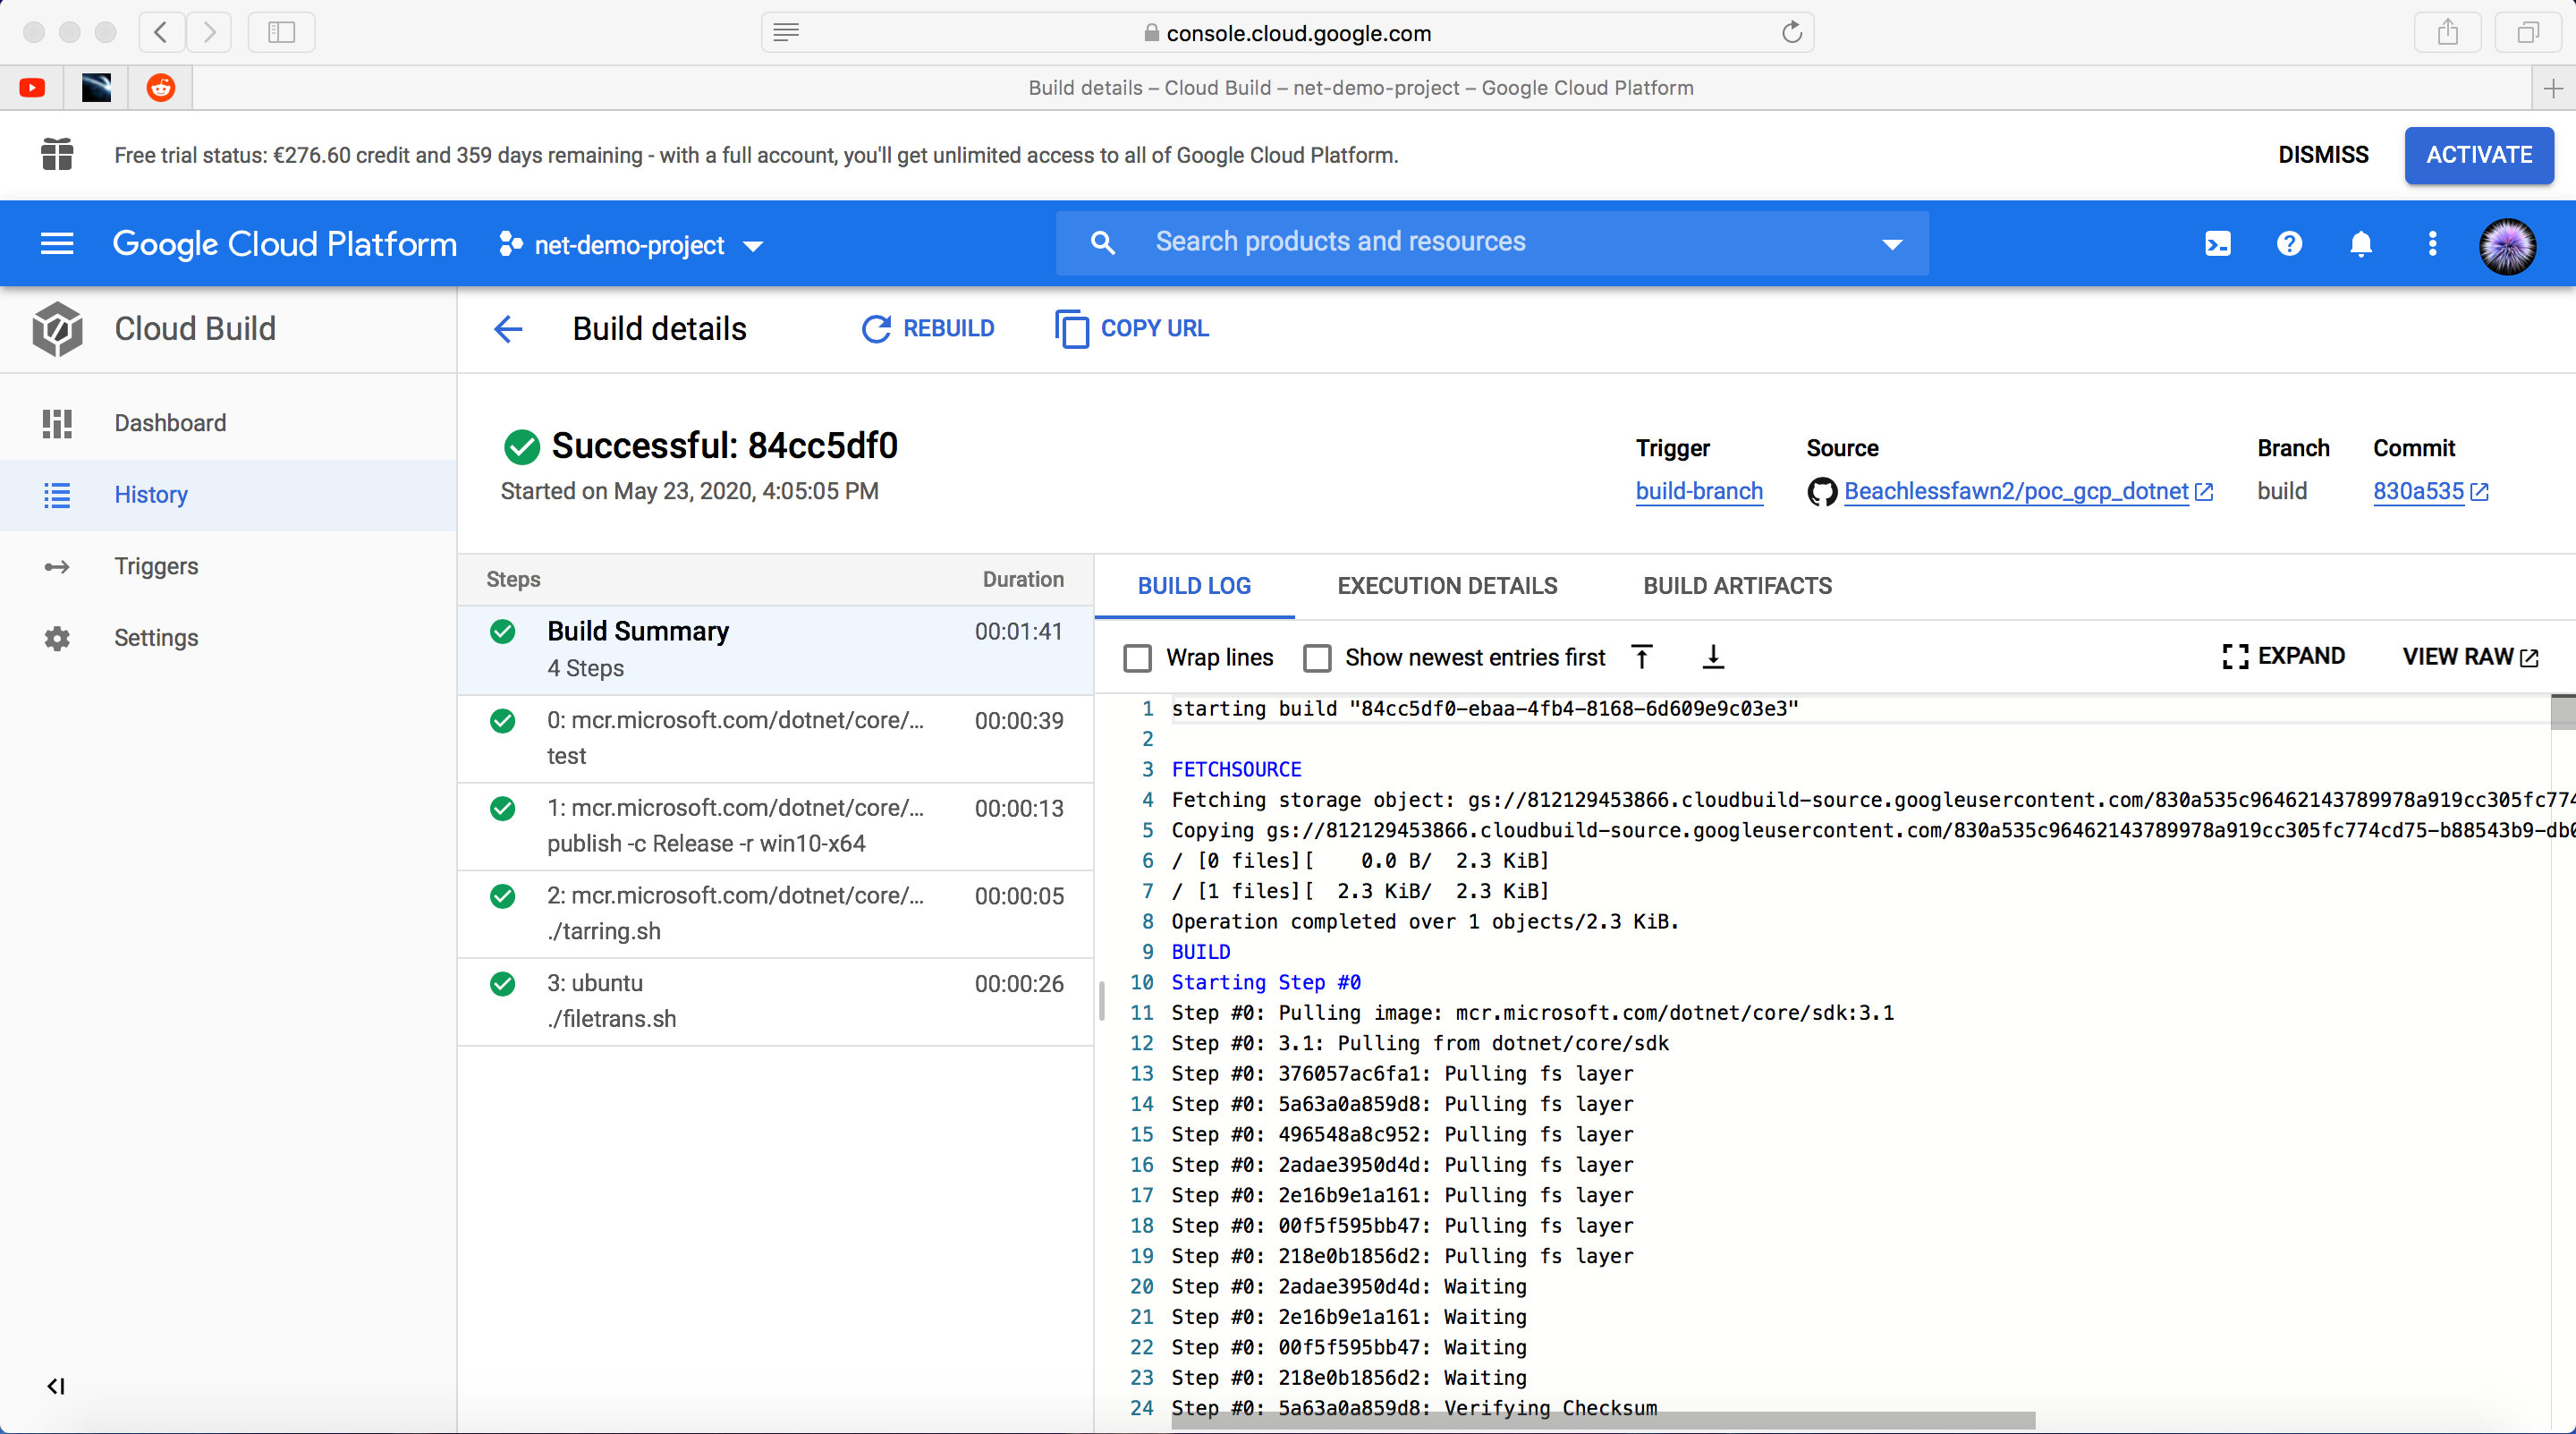 console.cloud.google.com
Build details – Cloud Build – net-demo-project – Google Cloud Platform
Free trial status: €276.60 credit and 359 days remaining - with a full account, you'll get unlimited access to all of Google Cloud Platform.
DISMISS
ACTIVATE
Google Cloud Platform
net-demo-project
Search products and resources
Cloud Build
Build details
REBUILD
COPY URL
Dashboard
History
Triggers
Settings
Successful: 84cc5df0
Started on May 23, 2020, 4:05:05 PM
Trigger
build-branch
Source
Beachlessfawn2/poc_gcp_dotnet
Branch
build
Commit
830a535
Steps Duration
Build Summary 00:01:41
4 Steps
0: mcr.microsoft.com/dotnet/core/... 00:00:39
test
1: mcr.microsoft.com/dotnet/core/... 00:00:13
publish -c Release -r win10-x64
2: mcr.microsoft.com/dotnet/core/... 00:00:05
./tarring.sh
3: ubuntu 00:00:26
./filetrans.sh
BUILD LOG
EXECUTION DETAILS
BUILD ARTIFACTS
Wrap lines
Show newest entries first
EXPAND
VIEW RAW
1 starting build "84cc5df0-ebaa-4fb4-8168-6d609e9c03e3"
2
3 FETCHSOURCE
4 Fetching storage object: gs://812129453866.cloudbuild-source.googleusercontent.com/830a535c96462143789978a919cc305fc774
5 Copying gs://812129453866.cloudbuild-source.googleusercontent.com/830a535c96462143789978a919cc305fc774cd75-b88543b9-db0
6 / [0 files][    0.0 B/  2.3 KiB]
7 / [1 files][  2.3 KiB/  2.3 KiB]
8 Operation completed over 1 objects/2.3 KiB.
9 BUILD
10 Starting Step #0
11 Step #0: Pulling image: mcr.microsoft.com/dotnet/core/sdk:3.1
12 Step #0: 3.1: Pulling from dotnet/core/sdk
13 Step #0: 376057ac6fa1: Pulling fs layer
14 Step #0: 5a63a0a859d8: Pulling fs layer
15 Step #0: 496548a8c952: Pulling fs layer
16 Step #0: 2adae3950d4d: Pulling fs layer
17 Step #0: 2e16b9e1a161: Pulling fs layer
18 Step #0: 00f5f595bb47: Pulling fs layer
19 Step #0: 218e0b1856d2: Pulling fs layer
20 Step #0: 2adae3950d4d: Waiting
21 Step #0: 2e16b9e1a161: Waiting
22 Step #0: 00f5f595bb47: Waiting
23 Step #0: 218e0b1856d2: Waiting
24 Step #0: 5a63a0a859d8: Verifying Checksum